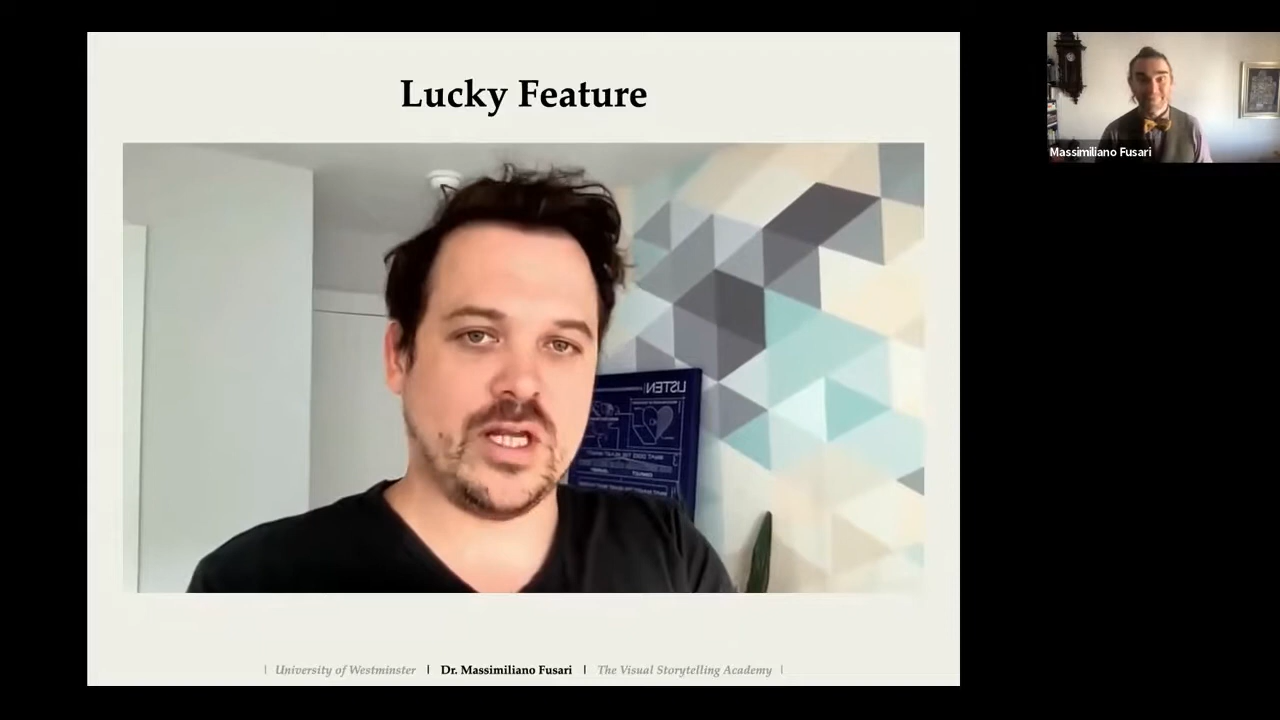 Lucky Feature
Massimiliano Fusari
LISTEN
| University of Westminster | Dr. Massimiliano Fusari | The Visual Storytelling Academy |